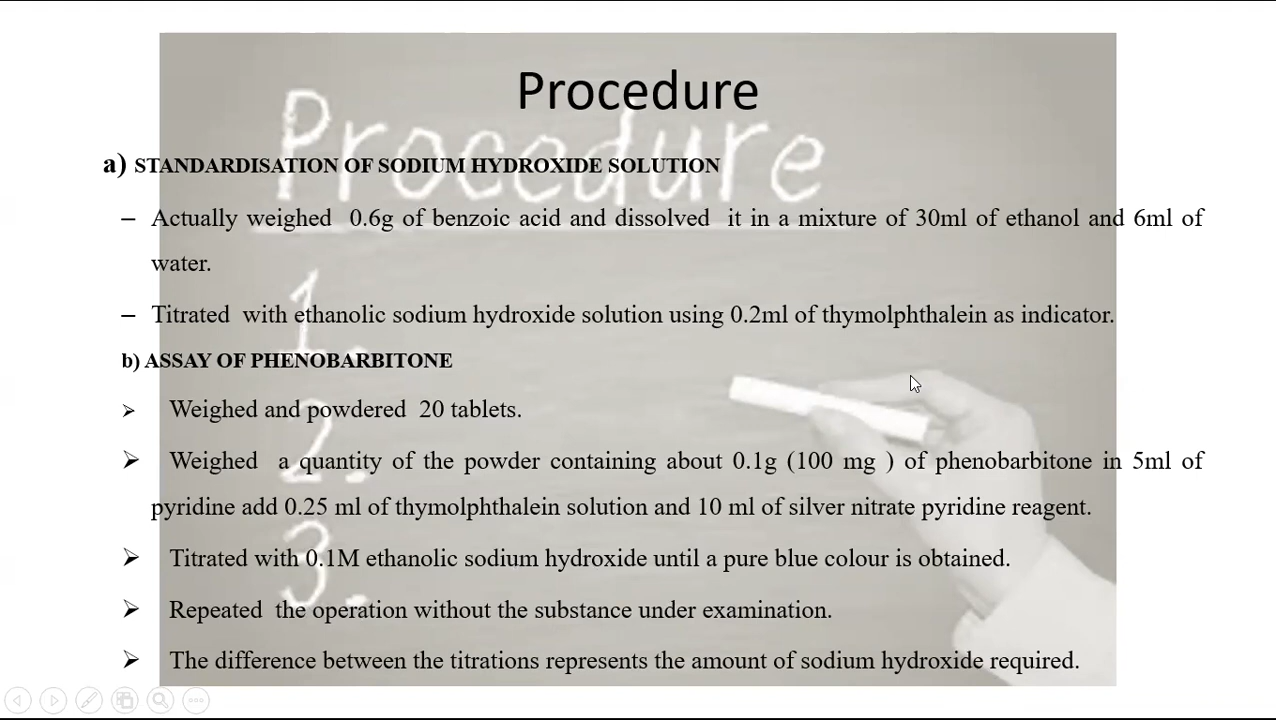 Procedure
Procedure
a) STANDARDISATION OF SODIUM HYDROXIDE SOLUTION
– Actually weighed 0.6g of benzoic acid and dissolved it in a mixture of 30ml of ethanol and 6ml of
water.
1.
– Titrated with ethanolic sodium hydroxide solution using 0.2ml of thymolphthalein as indicator.
b) ASSAY OF PHENOBARBITONE
➢ Weighed and powdered 20 tablets.
2.
➢ Weighed a quantity of the powder containing about 0.1g (100 mg ) of phenobarbitone in 5ml of
pyridine add 0.25 ml of thymolphthalein solution and 10 ml of silver nitrate pyridine reagent.
3.
➢ Titrated with 0.1M ethanolic sodium hydroxide until a pure blue colour is obtained.
➢ Repeated the operation without the substance under examination.
➢ The difference between the titrations represents the amount of sodium hydroxide required.